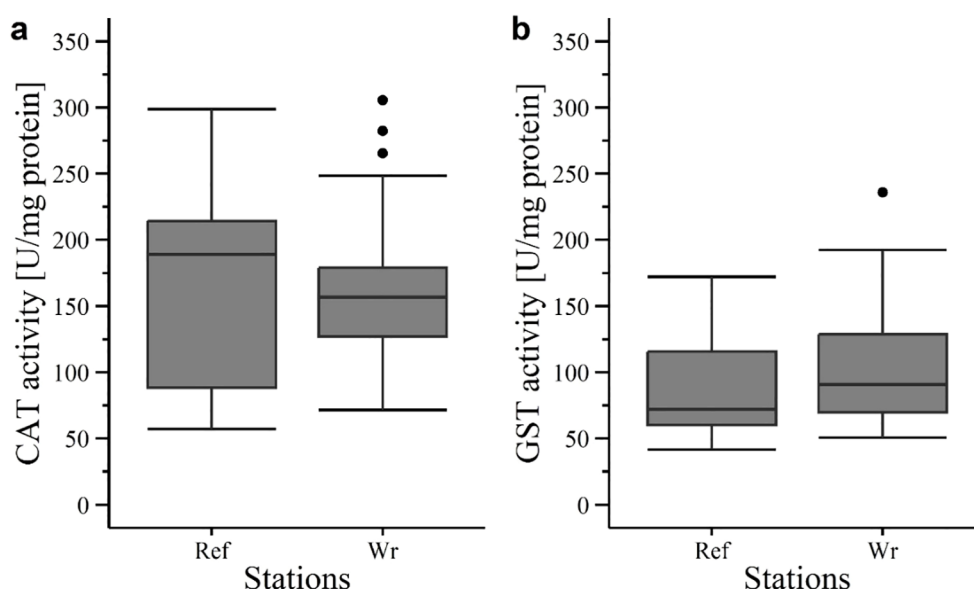 a
CAT activity [U/mg protein]
350
300
250
200
150
100
50
0
Ref
Wr
Stations
b
GST activity [U/mg protein]
350
300
250
200
150
100
50
0
Ref
Wr
Stations